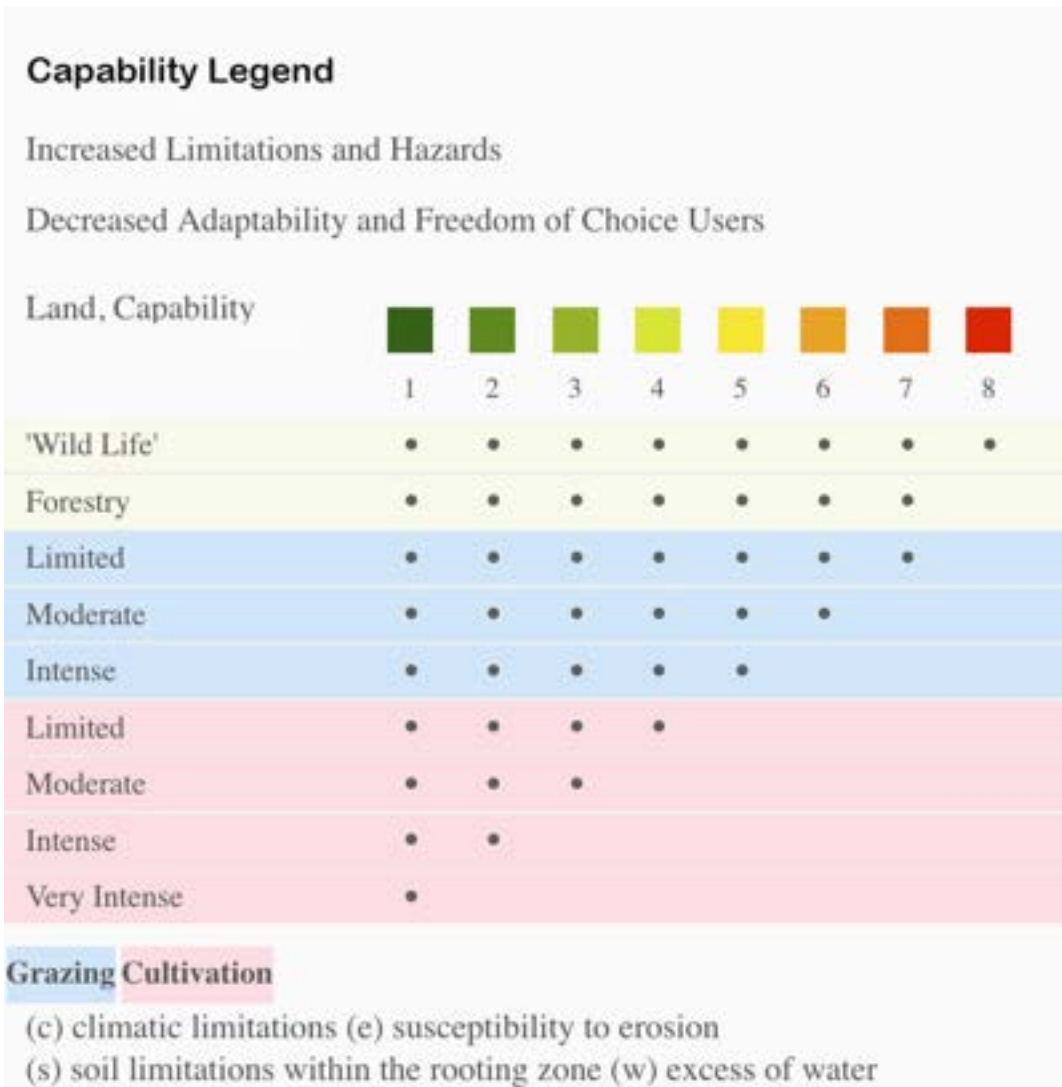 Capability Legend
Increased Limitations and Hazards
Decreased Adaptability and Freedom of Choice Users
Land, Capability
1 2 3 4 5 6 7 8
'Wild Life' • • • • • • • •
Forestry • • • • • • •
Limited • • • • • • •
Moderate • • • • • •
Intense • • • • •
Limited • • • •
Moderate • • •
Intense • •
Very Intense •
Grazing Cultivation
(c) climatic limitations (e) susceptibility to erosion
(s) soil limitations within the rooting zone (w) excess of water